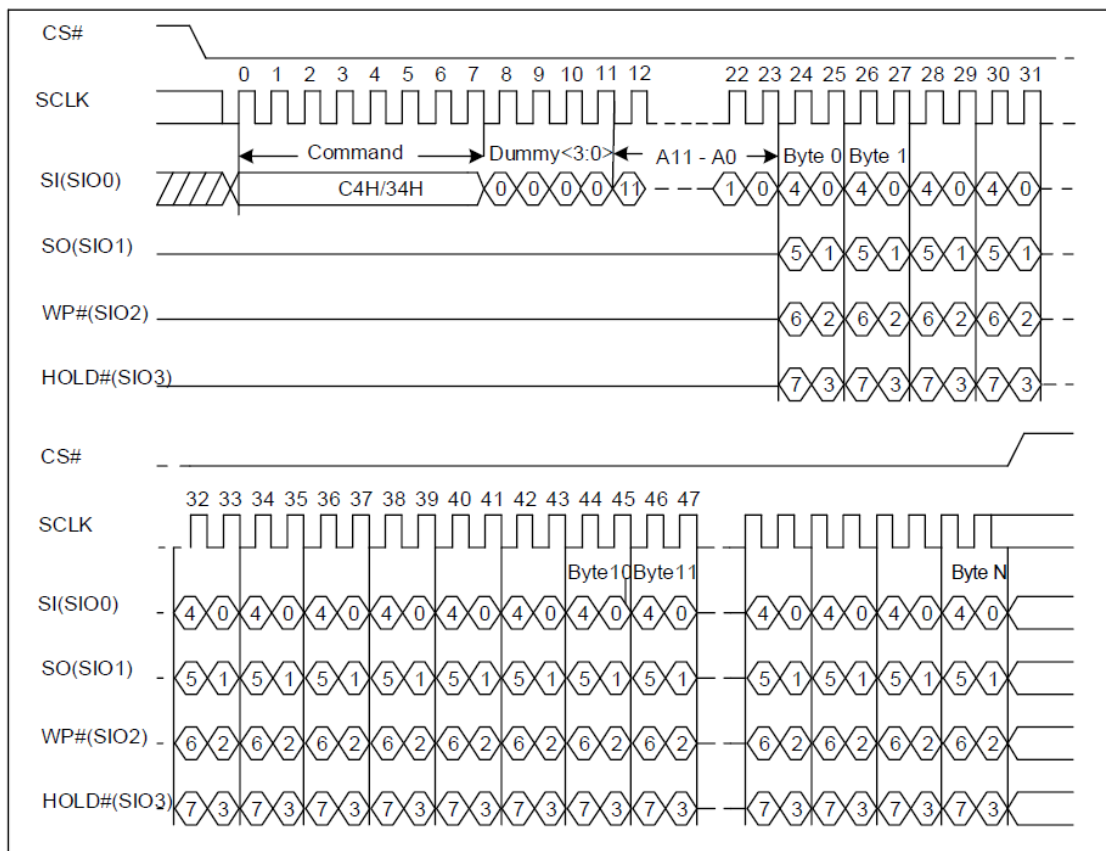 CS#
0 1 2 3 4 5 6 7 8 9 10 11 12 22 23 24 25 26 27 28 29 30 31
SCLK
Command Dummy<3:0> A11 - A0 Byte 0 Byte 1
SI(SIO0) C4H/34H 0 0 0 0 11 1 0 4 0 4 0 4 0 4 0
SO(SIO1) 5 1 5 1 5 1 5 1
WP#(SIO2) 6 2 6 2 6 2 6 2
HOLD#(SIO3) 7 3 7 3 7 3 7 3
CS#
32 33 34 35 36 37 38 39 40 41 42 43 44 45 46 47
SCLK
Byte10 Byte11 Byte N
SI(SIO0) 4 0 4 0 4 0 4 0 4 0 4 0 4 0 4 0 4 0 4 0 4 0 4 0
SO(SIO1) 5 1 5 1 5 1 5 1 5 1 5 1 5 1 5 1 5 1 5 1 5 1 5 1
WP#(SIO2) 6 2 6 2 6 2 6 2 6 2 6 2 6 2 6 2 6 2 6 2 6 2 6 2
HOLD#(SIO3) 7 3 7 3 7 3 7 3 7 3 7 3 7 3 7 3 7 3 7 3 7 3 7 3